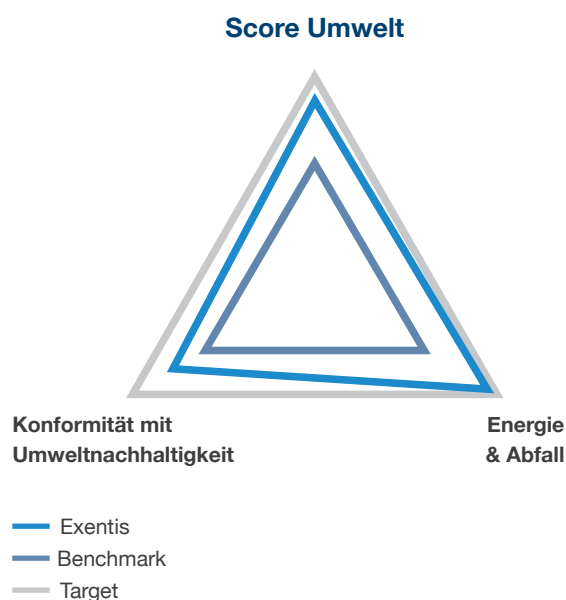 Score Umwelt
Konformität mit
Umweltnachhaltigkeit
Energie
& Abfall
Exentis
Benchmark
Target